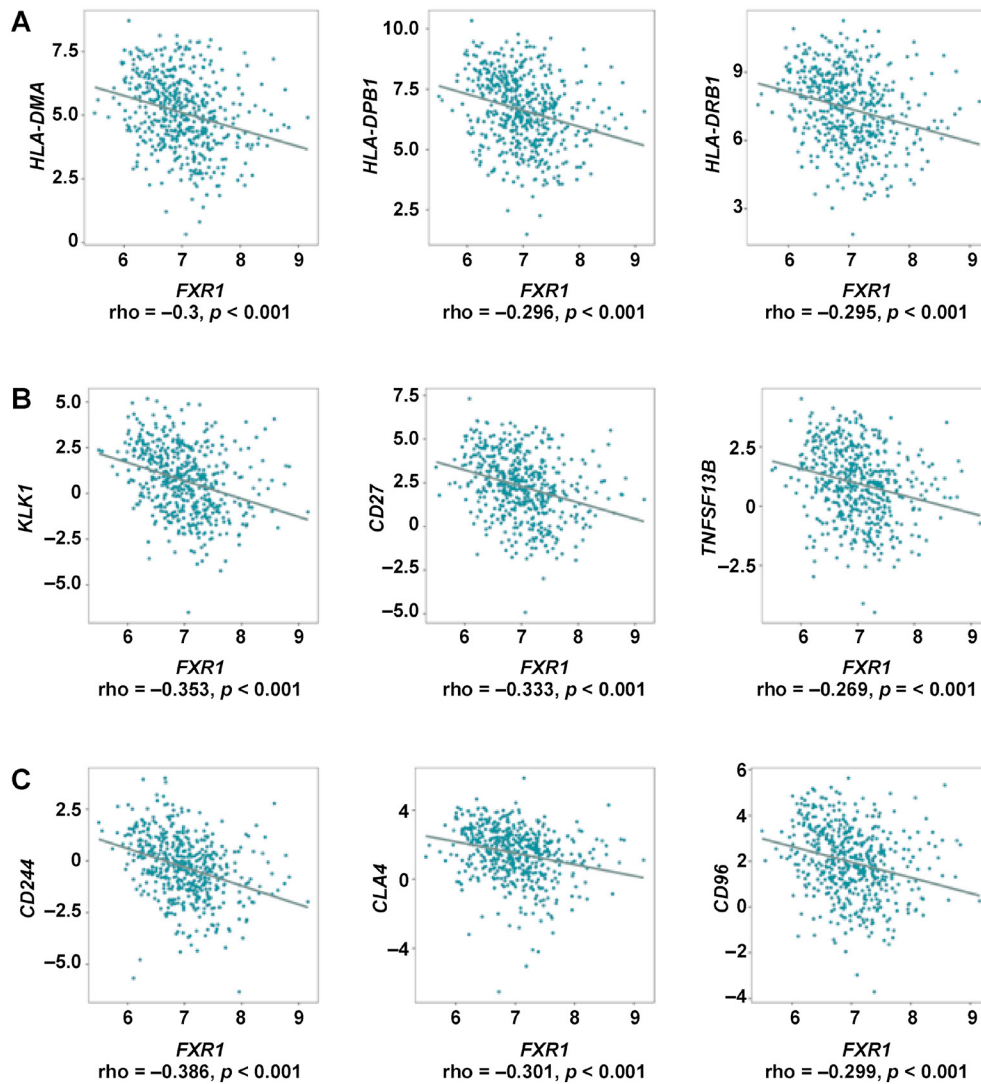 A
HLA-DMA
7.5
5.0
2.5
0
6 7 8 9
FXR1
rho = –0.3, p < 0.001
HLA-DPB1
10.0
7.5
5.0
2.5
6 7 8 9
FXR1
rho = –0.296, p < 0.001
HLA-DRB1
9
6
3
6 7 8 9
FXR1
rho = –0.295, p < 0.001
B
KLK1
5.0
2.5
0
–2.5
–5.0
6 7 8 9
FXR1
rho = –0.353, p < 0.001
CD27
7.5
5.0
2.5
0
–2.5
–5.0
6 7 8 9
FXR1
rho = –0.333, p < 0.001
TNFSF13B
2.5
0
–2.5
6 7 8 9
FXR1
rho = –0.269, p = < 0.001
C
CD244
2.5
0
–2.5
–5.0
6 7 8 9
FXR1
rho = –0.386, p < 0.001
CLA4
4
0
–4
6 7 8 9
FXR1
rho = –0.301, p < 0.001
CD96
6
4
2
0
–2
–4
6 7 8 9
FXR1
rho = –0.299, p < 0.001